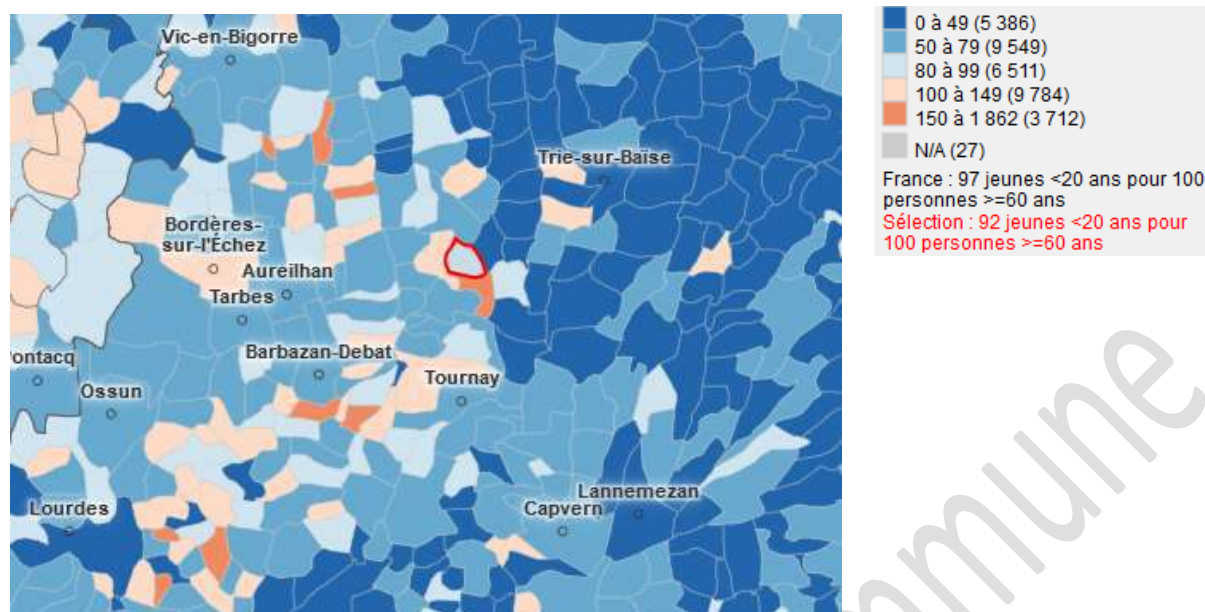 Vic-en-Bigorre
Trie-sur-Baïse
Bordères-
sur-l'Échez
Aureilhan
Tarbes
Barbazan-Debat
ontacq
Tournay
Ossun
Lannemezan
Lourdes
Capvern
0 à 49 (5 386)
50 à 79 (9 549)
80 à 99 (6 511)
100 à 149 (9 784)
150 à 1 862 (3 712)
N/A (27)
France : 97 jeunes <20 ans pour 100
personnes >=60 ans
Sélection : 92 jeunes <20 ans pour
100 personnes >=60 ans
mmune